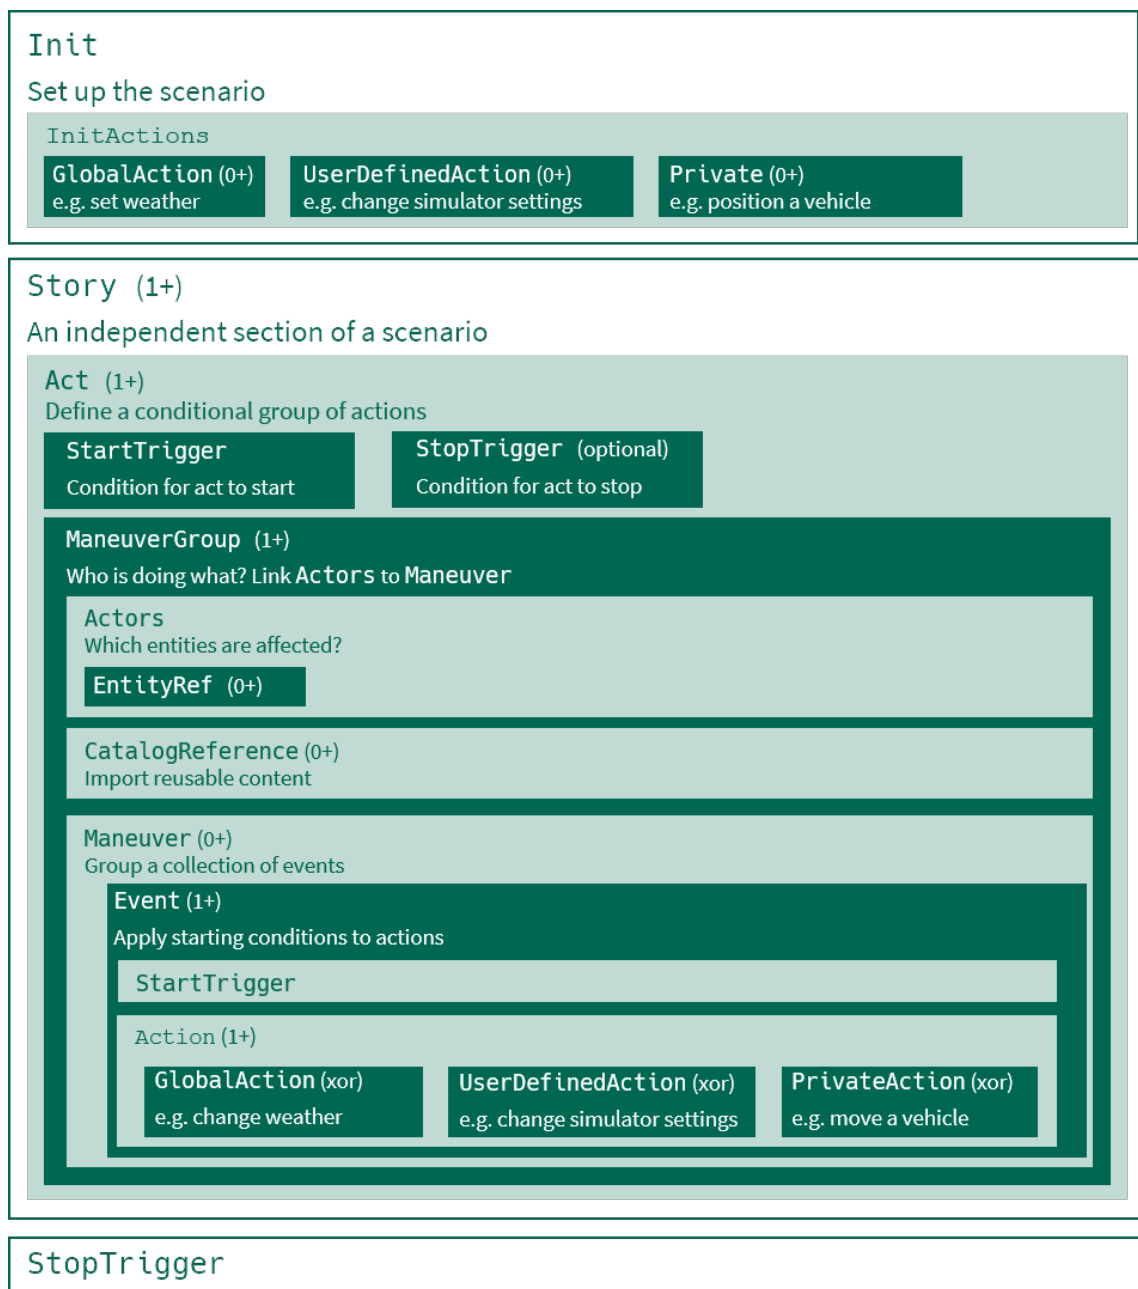 Init
Set up the scenario
InitActions
GlobalAction (0+)
e.g. set weather
UserDefinedAction (0+)
e.g. change simulator settings
Private (0+)
e.g. position a vehicle
Story (1+)
An independent section of a scenario
Act (1+)
Define a conditional group of actions
StartTrigger
Condition for act to start
StopTrigger (optional)
Condition for act to stop
ManeuverGroup (1+)
Who is doing what? Link Actors to Maneuver
Actors
Which entities are affected?
EntityRef (0+)
CatalogReference (0+)
Import reusable content
Maneuver (0+)
Group a collection of events
Event (1+)
Apply starting conditions to actions
StartTrigger
Action (1+)
GlobalAction (xor)
e.g. change weather
UserDefinedAction (xor)
e.g. change simulator settings
PrivateAction (xor)
e.g. move a vehicle
StopTrigger